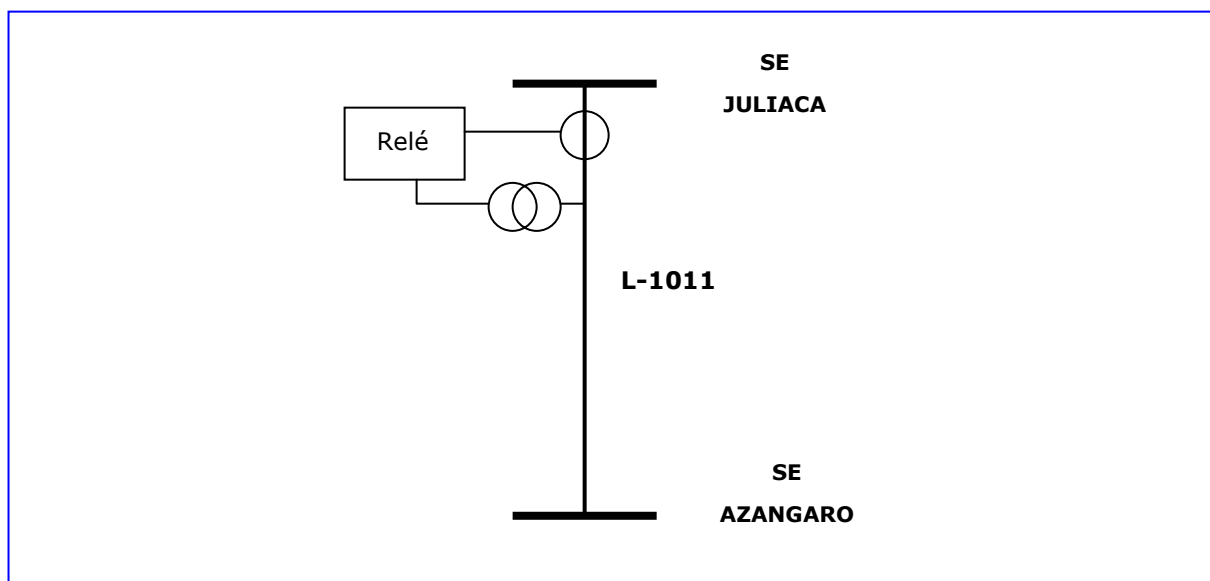 SE
JULIACA
Relé
L-1011
SE
AZANGARO